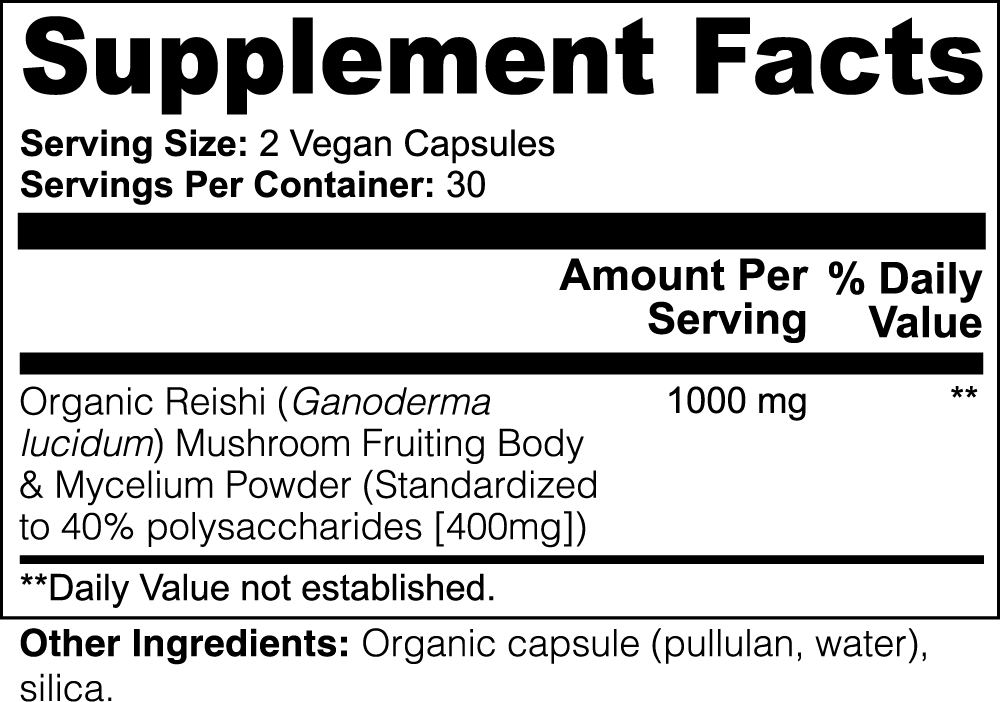 Supplement Facts
Serving Size: 2 Vegan Capsules
Servings Per Container: 30
Amount Per Serving
% Daily Value
Organic Reishi (Ganoderma 1000 mg **
lucidum) Mushroom Fruiting Body
& Mycelium Powder (Standardized
to 40% polysaccharides [400mg])
**Daily Value not established.
Other Ingredients: Organic capsule (pullulan, water),
silica.